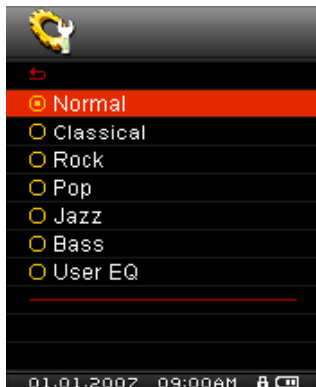 Normal
Classical
Rock
Pop
Jazz
Bass
User EQ
01.01.2007 09:00AM